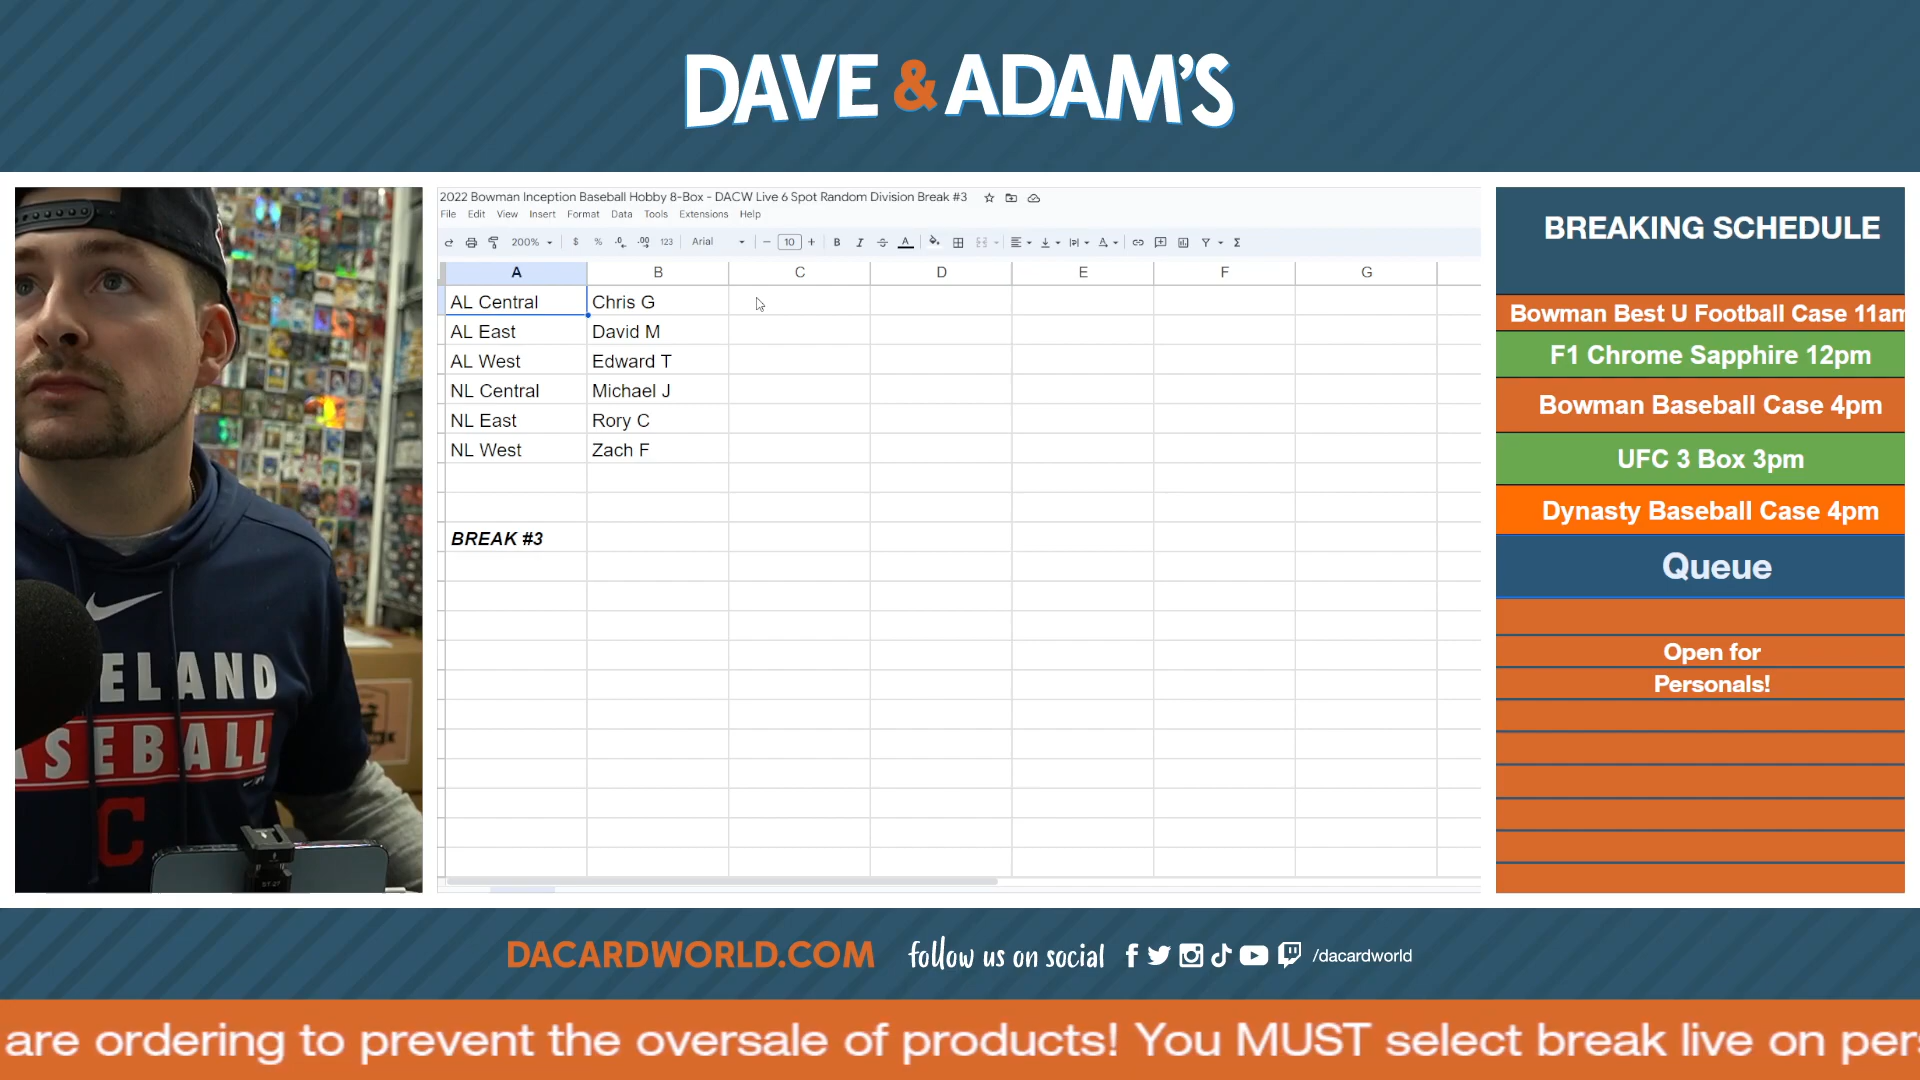 DAVE & ADAM'S
2022 Bowman Inception Baseball Hobby 8-Box - DACW Live 6 Spot Random Division Break #3
File Edit View Insert Format Data Tools Extensions Help
200% $ % .0 .00 123 Arial − 10 + B I S A Σ
A B C D E F G
AL Central Chris G
AL East David M
AL West Edward T
NL Central Michael J
NL East Rory C
NL West Zach F
BREAK #3
ELAND
ASEBALL
C
BREAKING SCHEDULE
Bowman Best U Football Case 11am
F1 Chrome Sapphire 12pm
Bowman Baseball Case 4pm
UFC 3 Box 3pm
Dynasty Baseball Case 4pm
Queue
Open for
Personals!
DACARDWORLD.COM follow us on social /dacardworld
are ordering to prevent the oversale of products! You MUST select break live on pers